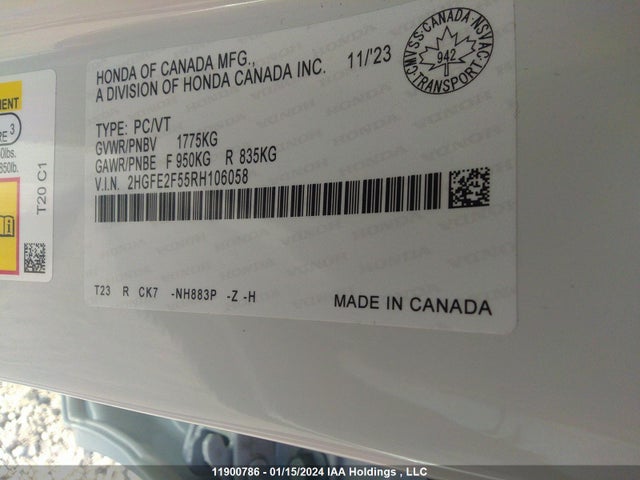 HONDA OF CANADA MFG., 11/'23
A DIVISION OF HONDA CANADA INC.
CMVSS·CANADA·NSVAC
942
TRANSPORT
TYPE: PC/VT
GVWR/PNBV 1775KG
GAWR/PNBE F 950KG R 835KG
V.I.N. 2HGFE2F55RH106058
T23 R CK7 -NH883P -Z -H
MADE IN CANADA
T20 C1
11900786 - 01/15/2024 IAA Holdings , LLC